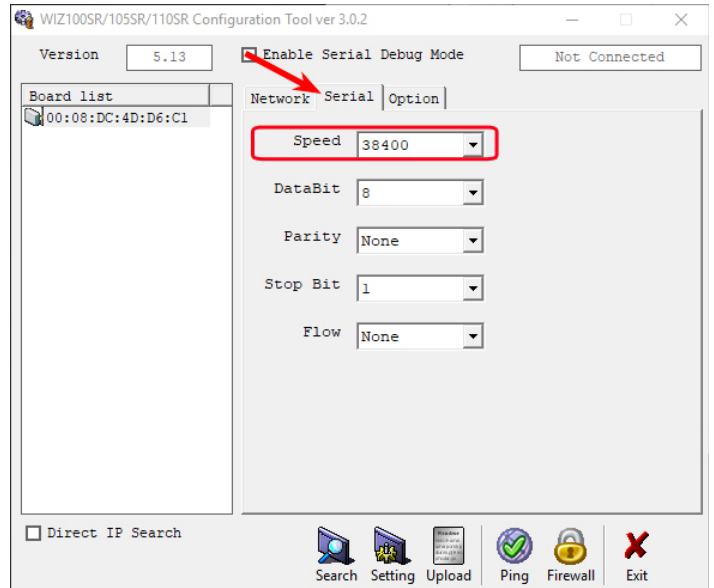 WIZ100SR/105SR/110SR Configuration Tool ver 3.0.2
Version 5.13 Enable Serial Debug Mode Not Connected
Board list
00:08:DC:4D:D6:C1
Network Serial Option
Speed 38400
DataBit 8
Parity None
Stop Bit 1
Flow None
Direct IP Search
Search Setting Upload Ping Firewall Exit